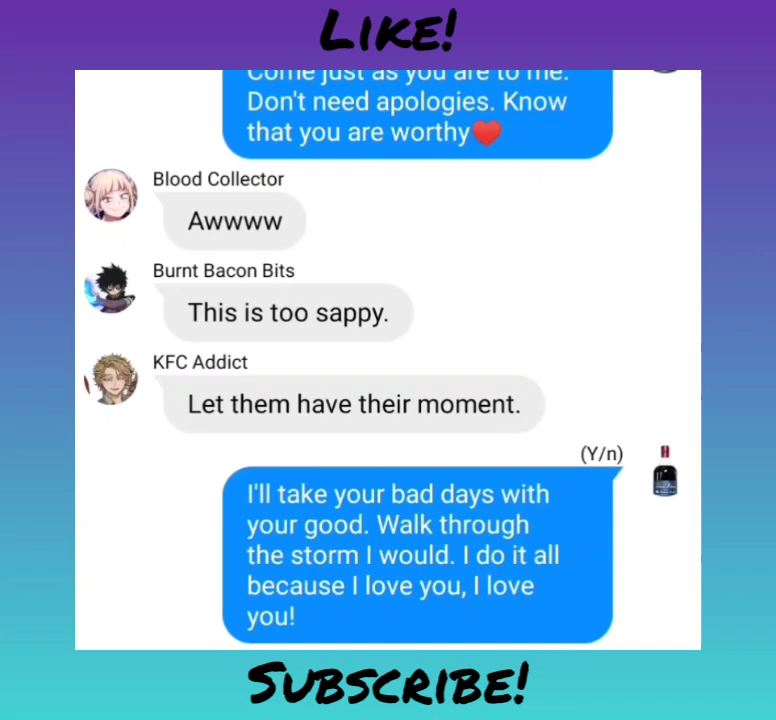 LIKE!
Come just as you are to me.
Don't need apologies. Know
that you are worthy❤️
Blood Collector
Awwww
Burnt Bacon Bits
This is too sappy.
KFC Addict
Let them have their moment.
(Y/n)
I'll take your bad days with
your good. Walk through
the storm I would. I do it all
because I love you, I love
you!
SUBSCRIBE!